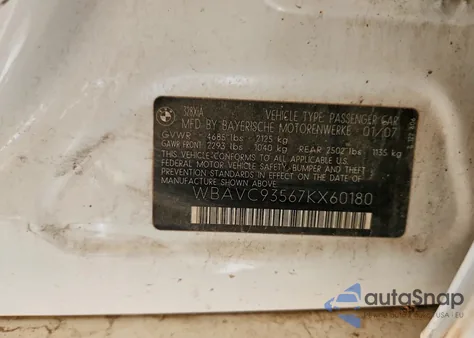 VEHICLE TYPE PASSENGER CAR
MFD BY BAYERISCHE MOTORENWERKE 01/07
GVWR 4685 lbs 2125 kg
GAWR FRONT 2293 lbs 1040 kg REAR 2502 lbs 1135 kg
THIS VEHICLE CONFORMS TO ALL APPLICABLE U.S.
FEDERAL MOTOR VEHICLE SAFETY, BUMPER, AND
THEFT PREVENTION STANDARDS IN EFFECT ON THE
DATE OF MANUFACTURE SHOWN ABOVE
WBAVC93567KX60180
autoSnap